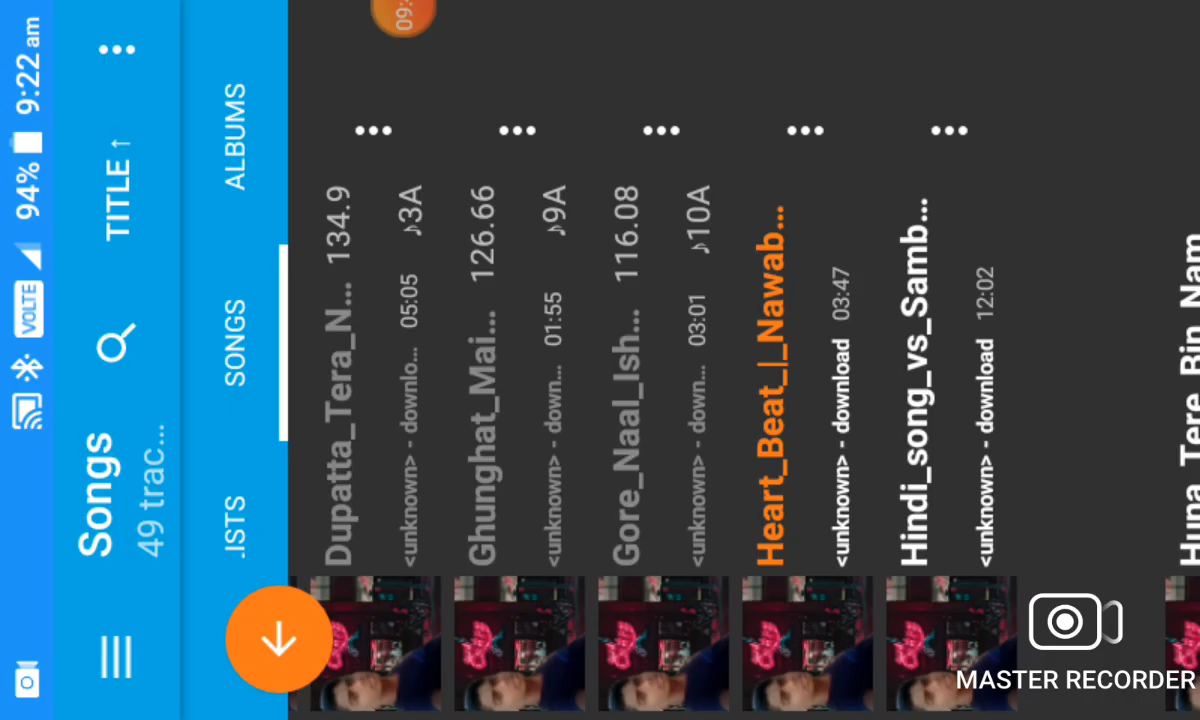 9:22 am
94%
VOLTE
Songs
49 trac...
TITLE ↑
.ISTS
SONGS
ALBUMS
09:
Dupatta_Tera_N... 134.9
<unknown> - downlo... 05:05 ♪3A
Ghunghat_Mai... 126.66
<unknown> - down... 01:55 ♪9A
Gore_Naal_Ish... 116.08
<unknown> - down... 03:01 ♪10A
Heart_Beat_|_Nawab...
<unknown> - download 03:47
Hindi_song_vs_Samb...
<unknown> - download 12:02
Huna_Tere_Bin_Nam
MASTER RECORDER